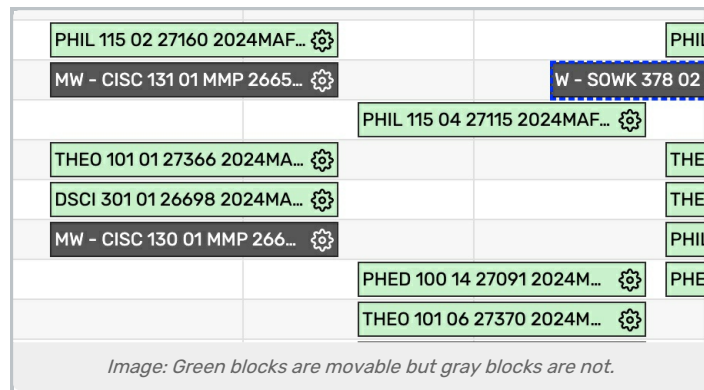 PHIL 115 02 27160 2024MAF... PHIL
MW - CISC 131 01 MMP 2665... W - SOWK 378 02
PHIL 115 04 27115 2024MAF...
THEO 101 01 27366 2024MA... THE
DSCI 301 01 26698 2024MA... THE
MW - CISC 130 01 MMP 266... PHIL
PHED 100 14 27091 2024M... PHE
THEO 101 06 27370 2024M...
Image: Green blocks are movable but gray blocks are not.